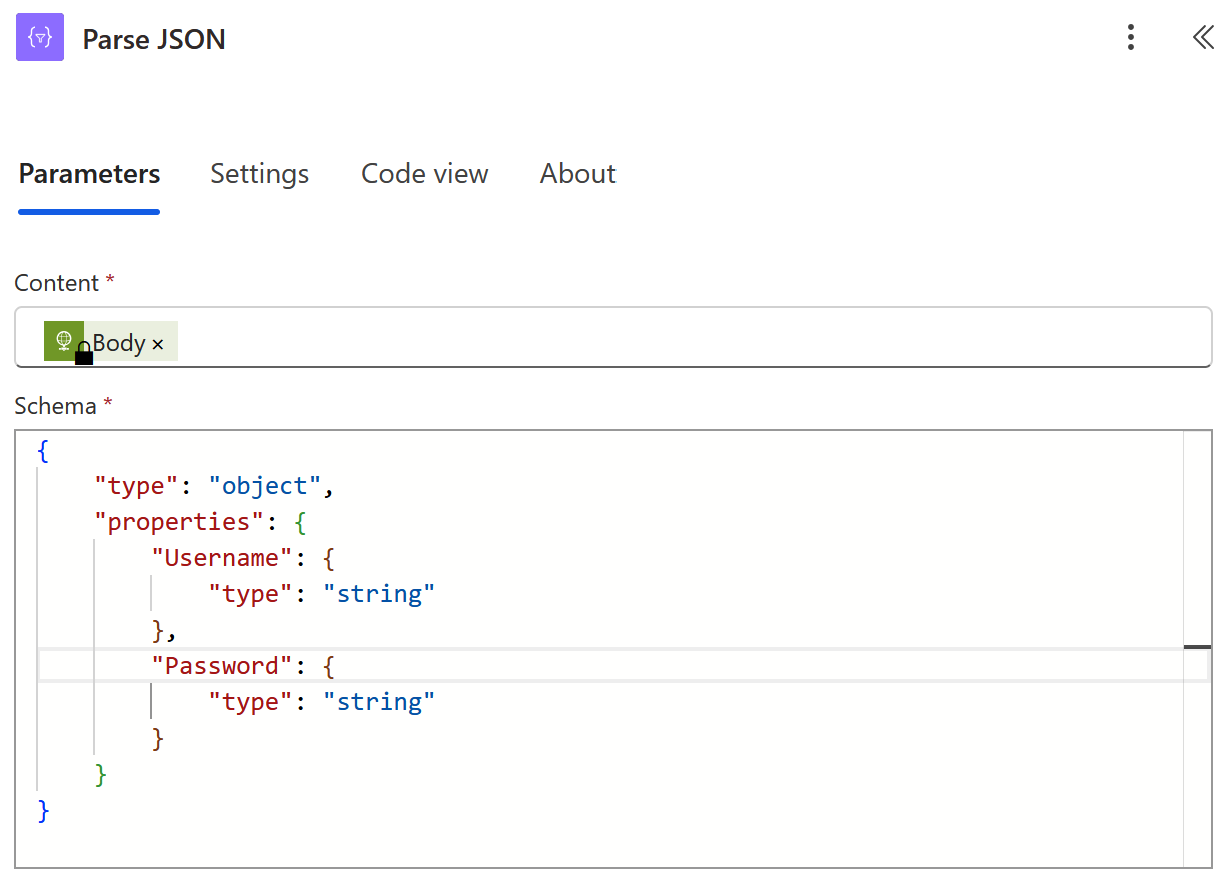 Parse JSON
Parameters Settings Code view About
Content *
Body ×
Schema *
{
    "type": "object",
    "properties": {
        "Username": {
            "type": "string"
        },
        "Password": {
            "type": "string"
        }
    }
}